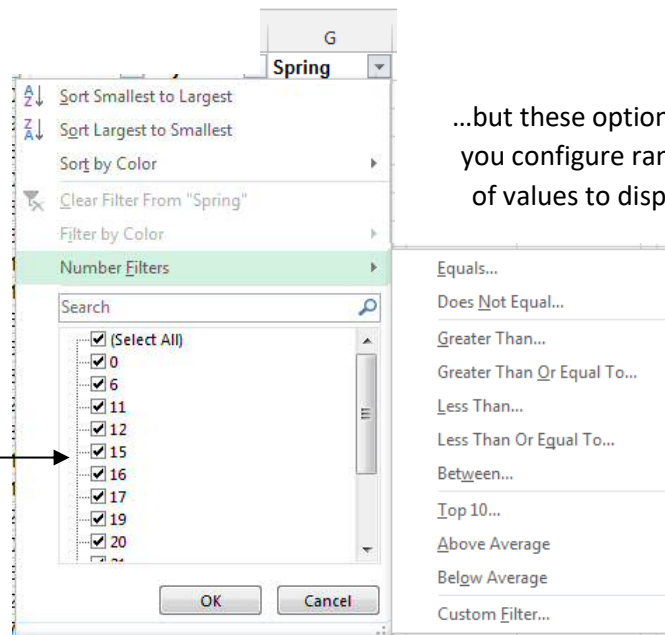 G
Spring
Sort Smallest to Largest
Sort Largest to Smallest
Sort by Color
Clear Filter From "Spring"
Filter by Color
Number Filters
Search
(Select All)
0
6
11
12
15
16
17
19
20
OK
Cancel
...but these option
you configure ran
of values to disp
Equals...
Does Not Equal...
Greater Than...
Greater Than Or Equal To...
Less Than...
Less Than Or Equal To...
Between...
Top 10...
Above Average
Below Average
Custom Filter...